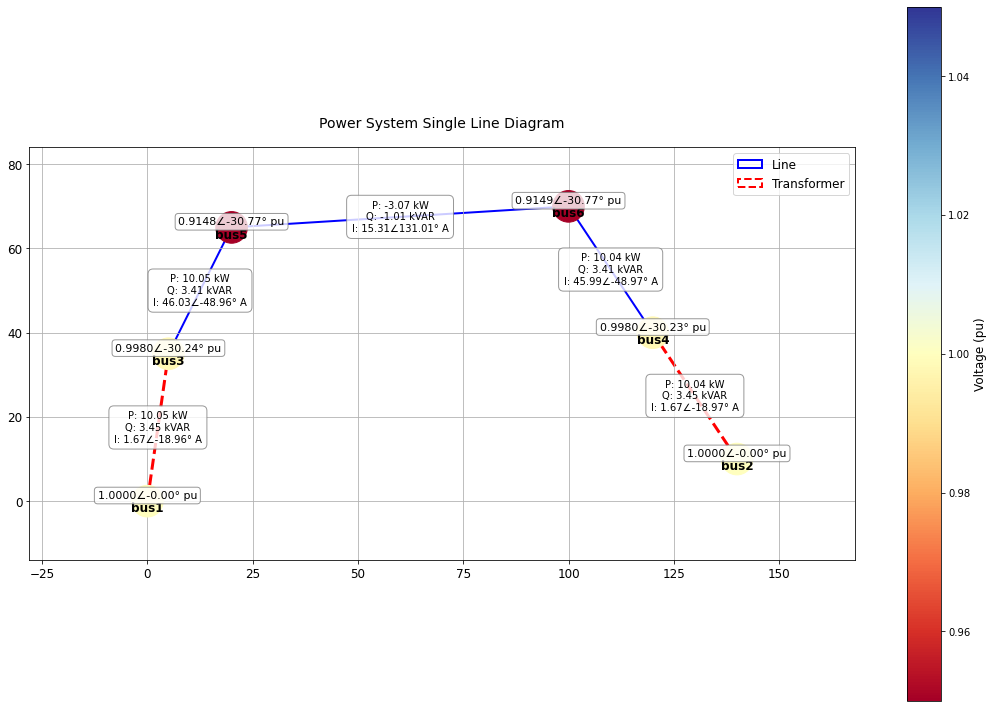 Power System Single Line Diagram
Line
Transformer
0.9148∠-30.77° pu
bus5
P: -3.07 kW
Q: -1.01 kVAR
I: 15.31∠131.01° A
0.9149∠-30.77° pu
bus6
P: 10.05 kW
Q: 3.41 kVAR
I: 46.03∠-48.96° A
P: 10.04 kW
Q: 3.41 kVAR
I: 45.99∠-48.97° A
0.9980∠-30.24° pu
bus3
0.9980∠-30.23° pu
bus4
P: 10.05 kW
Q: 3.45 kVAR
I: 1.67∠-18.96° A
P: 10.04 kW
Q: 3.45 kVAR
I: 1.67∠-18.97° A
1.0000∠-0.00° pu
bus1
1.0000∠-0.00° pu
bus2
80
60
40
20
0
−25
0
25
50
75
100
125
150
1.04
1.02
1.00
0.98
0.96
Voltage (pu)